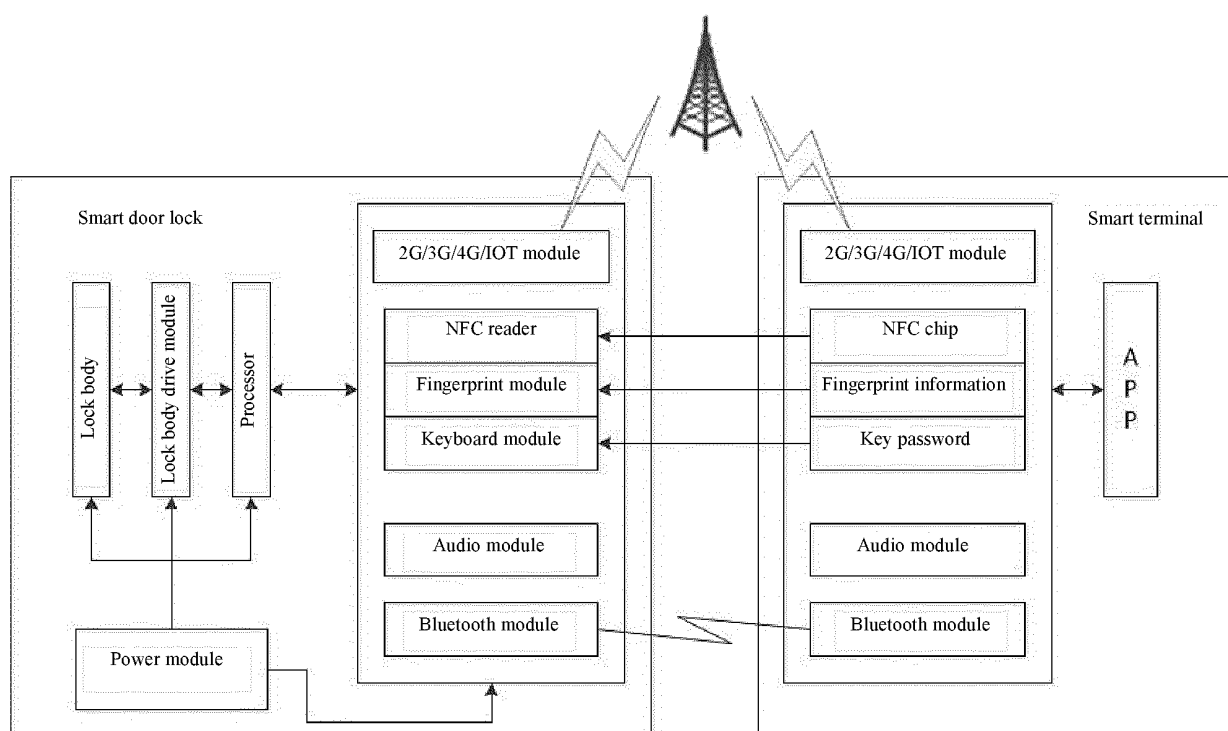 Smart door lock
Lock body
Lock body drive module
Processor
Power module
2G/3G/4G/IOT module
NFC reader
Fingerprint module
Keyboard module
Audio module
Bluetooth module
2G/3G/4G/IOT module
NFC chip
Fingerprint information
Key password
Audio module
Bluetooth module
Smart terminal
A
P
P